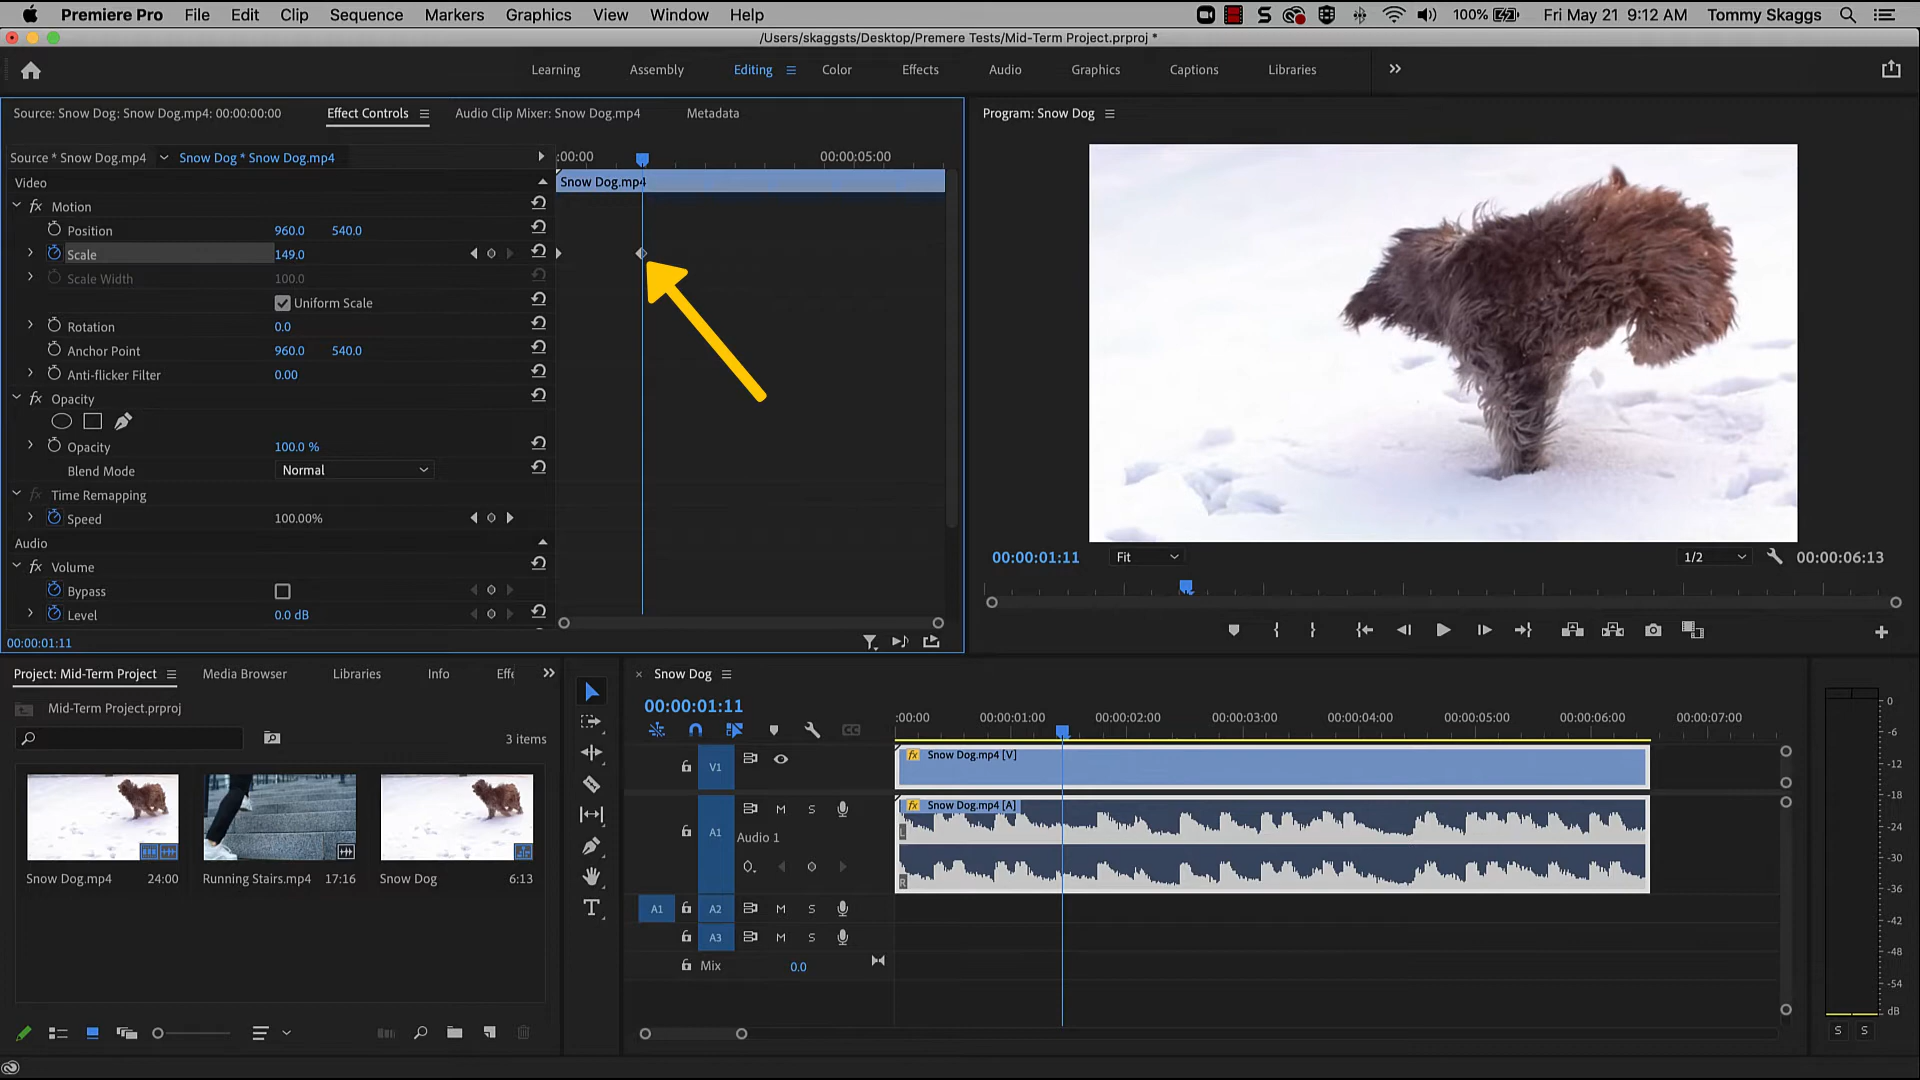 Premiere Pro File Edit Clip Sequence Markers Graphics View Window Help 100% Fri May 21 9:12 AM Tommy Skaggs
/Users/skaggsts/Desktop/Premere Tests/Mid-Term Project.prproj *
Learning Assembly Editing Color Effects Audio Graphics Captions Libraries
Source: Snow Dog: Snow Dog.mp4: 00:00:00:00 Effect Controls Audio Clip Mixer: Snow Dog.mp4 Metadata
Program: Snow Dog
Source * Snow Dog.mp4 Snow Dog * Snow Dog.mp4 :00:00 00:00:05:00
Video Snow Dog.mp4
fx Motion
Position 960.0 540.0
Scale 149.0
Scale Width 100.0
Uniform Scale
Rotation 0.0
Anchor Point 960.0 540.0
Anti-flicker Filter 0.00
fx Opacity
Opacity 100.0 %
Blend Mode Normal
fx Time Remapping
Speed 100.00%
Audio
fx Volume
Bypass
Level 0.0 dB
00:00:01:11
00:00:01:11 Fit 1/2 00:00:06:13
Project: Mid-Term Project Media Browser Libraries Info Effe
Mid-Term Project.prproj
3 items
Snow Dog.mp4 24:00 Running Stairs.mp4 17:16 Snow Dog 6:13
T
× Snow Dog
00:00:01:11
CC
:00:00 00:00:01:00 00:00:02:00 00:00:03:00 00:00:04:00 00:00:05:00 00:00:06:00 00:00:07:00
V1 fx Snow Dog.mp4 [V]
A1 M S fx Snow Dog.mp4 [A]
Audio 1
L
R
A1 A2 M S
A3 M S
Mix 0.0
0
-6
-12
-18
-24
-30
-36
-42
-48
-54
dB
S S